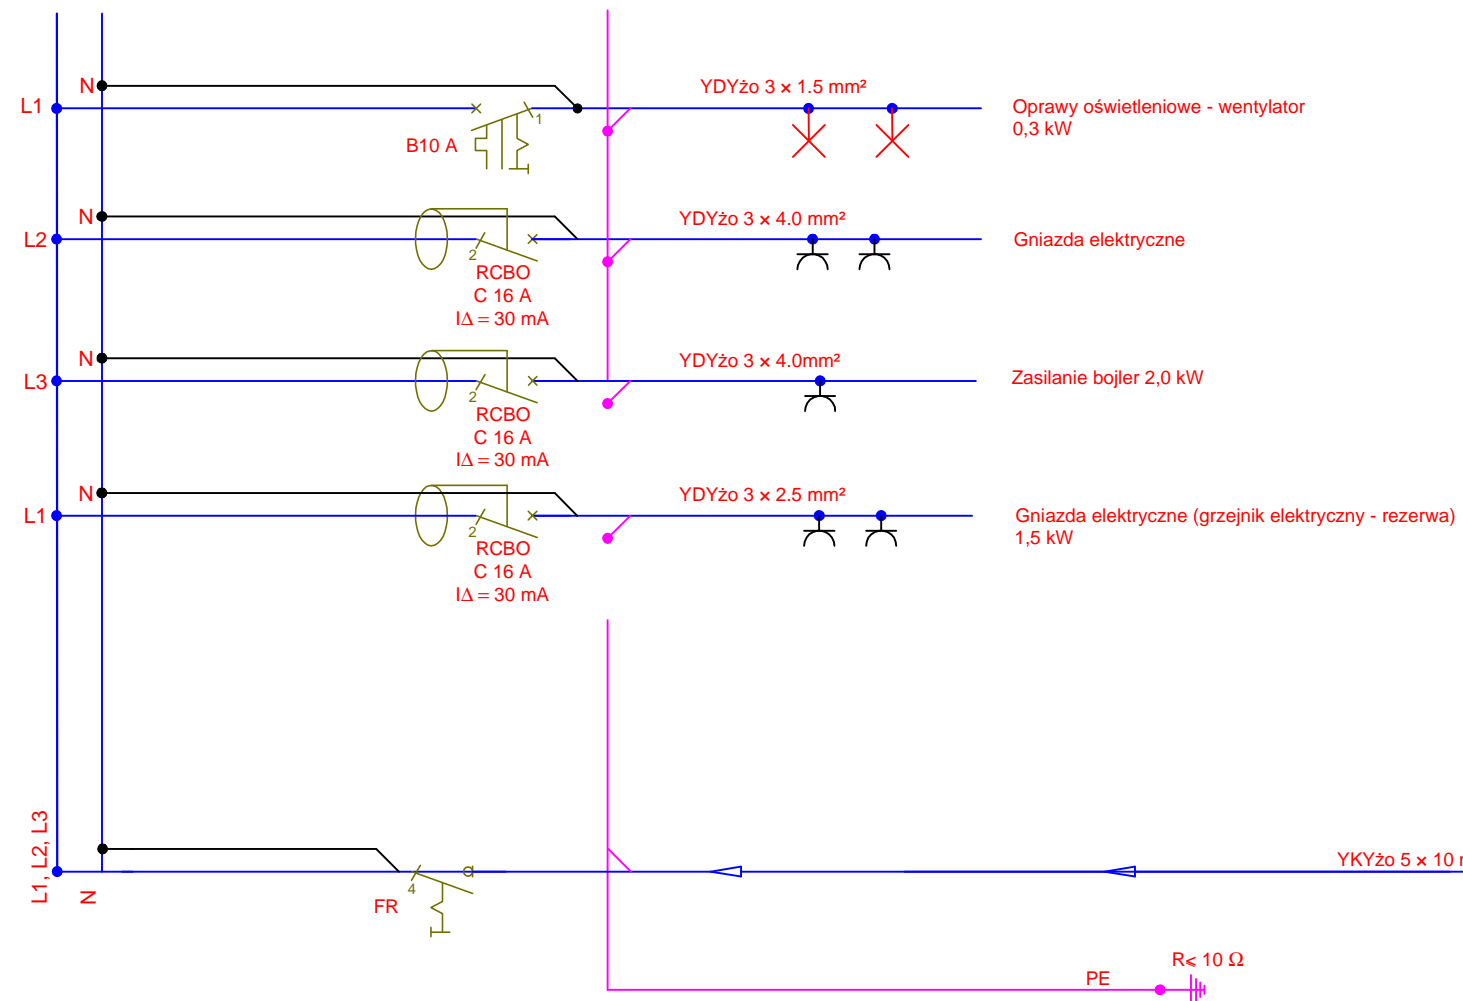 N
L1
YDYżo 3 × 1.5 mm²
1
B10 A
Oprawy oświetleniowe - wentylator
0,3 kW
N
L2
YDYżo 3 × 4.0 mm²
2
RCBO
C 16 A
I∆ = 30 mA
Gniazda elektryczne
N
L3
YDYżo 3 × 4.0mm²
2
RCBO
C 16 A
I∆ = 30 mA
Zasilanie bojler 2,0 kW
N
L1
YDYżo 3 × 2.5 mm²
2
RCBO
C 16 A
I∆ = 30 mA
Gniazda elektryczne (grzejnik elektryczny - rezerwa)
1,5 kW
L1, L2, L3
N
4
FR
YKYżo 5 × 10
PE
R⩽ 10 Ω